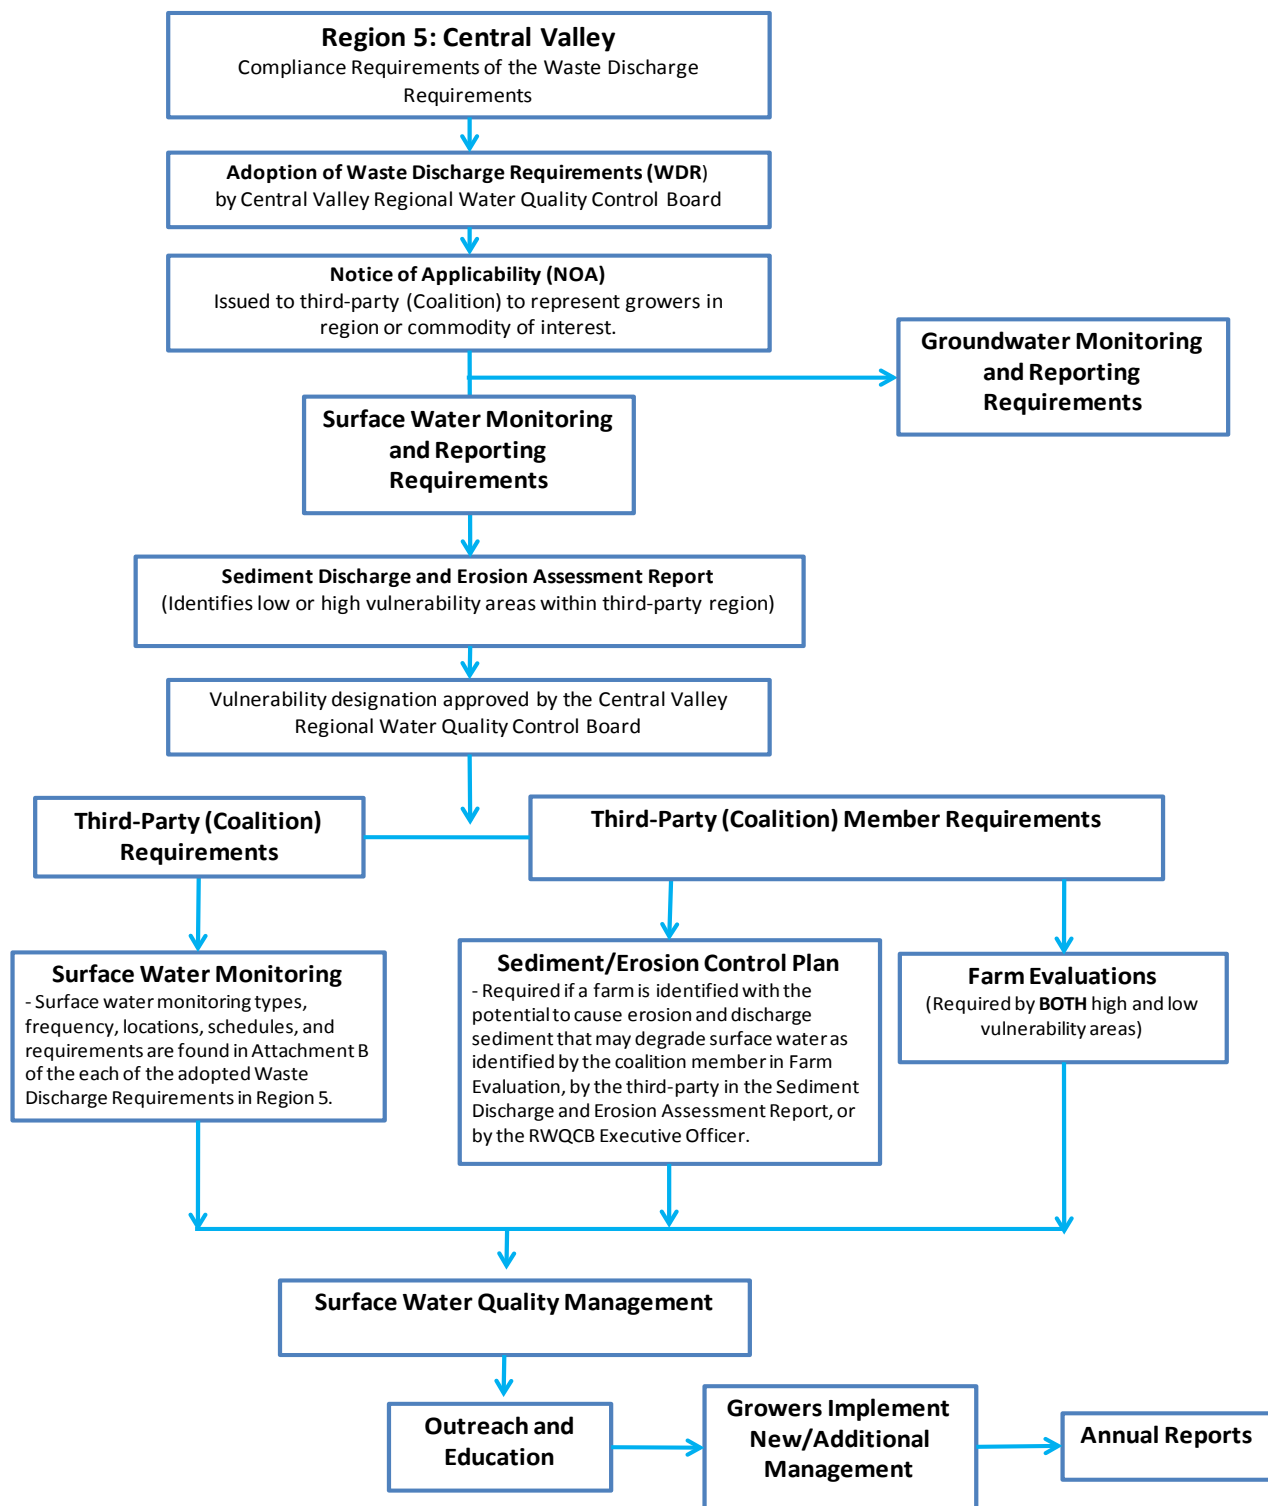 Region 5: Central Valley
Compliance Requirements of the Waste Discharge
Requirements
Adoption of Waste Discharge Requirements (WDR)
by Central Valley Regional Water Quality Control Board
Notice of Applicability (NOA)
Issued to third-party (Coalition) to represent growers in
region or commodity of interest.
Groundwater Monitoring
and Reporting
Requirements
Surface Water Monitoring
and Reporting
Requirements
Sediment Discharge and Erosion Assessment Report
(Identifies low or high vulnerability areas within third-party region)
Vulnerability designation approved by the Central Valley
Regional Water Quality Control Board
Third-Party (Coalition)
Requirements
Third-Party (Coalition) Member Requirements
Surface Water Monitoring
- Surface water monitoring types,
frequency, locations, schedules, and
requirements are found in Attachment B
of the each of the adopted Waste
Discharge Requirements in Region 5.
Sediment/Erosion Control Plan
- Required if a farm is identified with the
potential to cause erosion and discharge
sediment that may degrade surface water as
identified by the coalition member in Farm
Evaluation, by the third-party in the Sediment
Discharge and Erosion Assessment Report, or
by the RWQCB Executive Officer.
Farm Evaluations
(Required by BOTH high and low
vulnerability areas)
Surface Water Quality Management
Outreach and
Education
Growers Implement
New/Additional
Management
Annual Reports